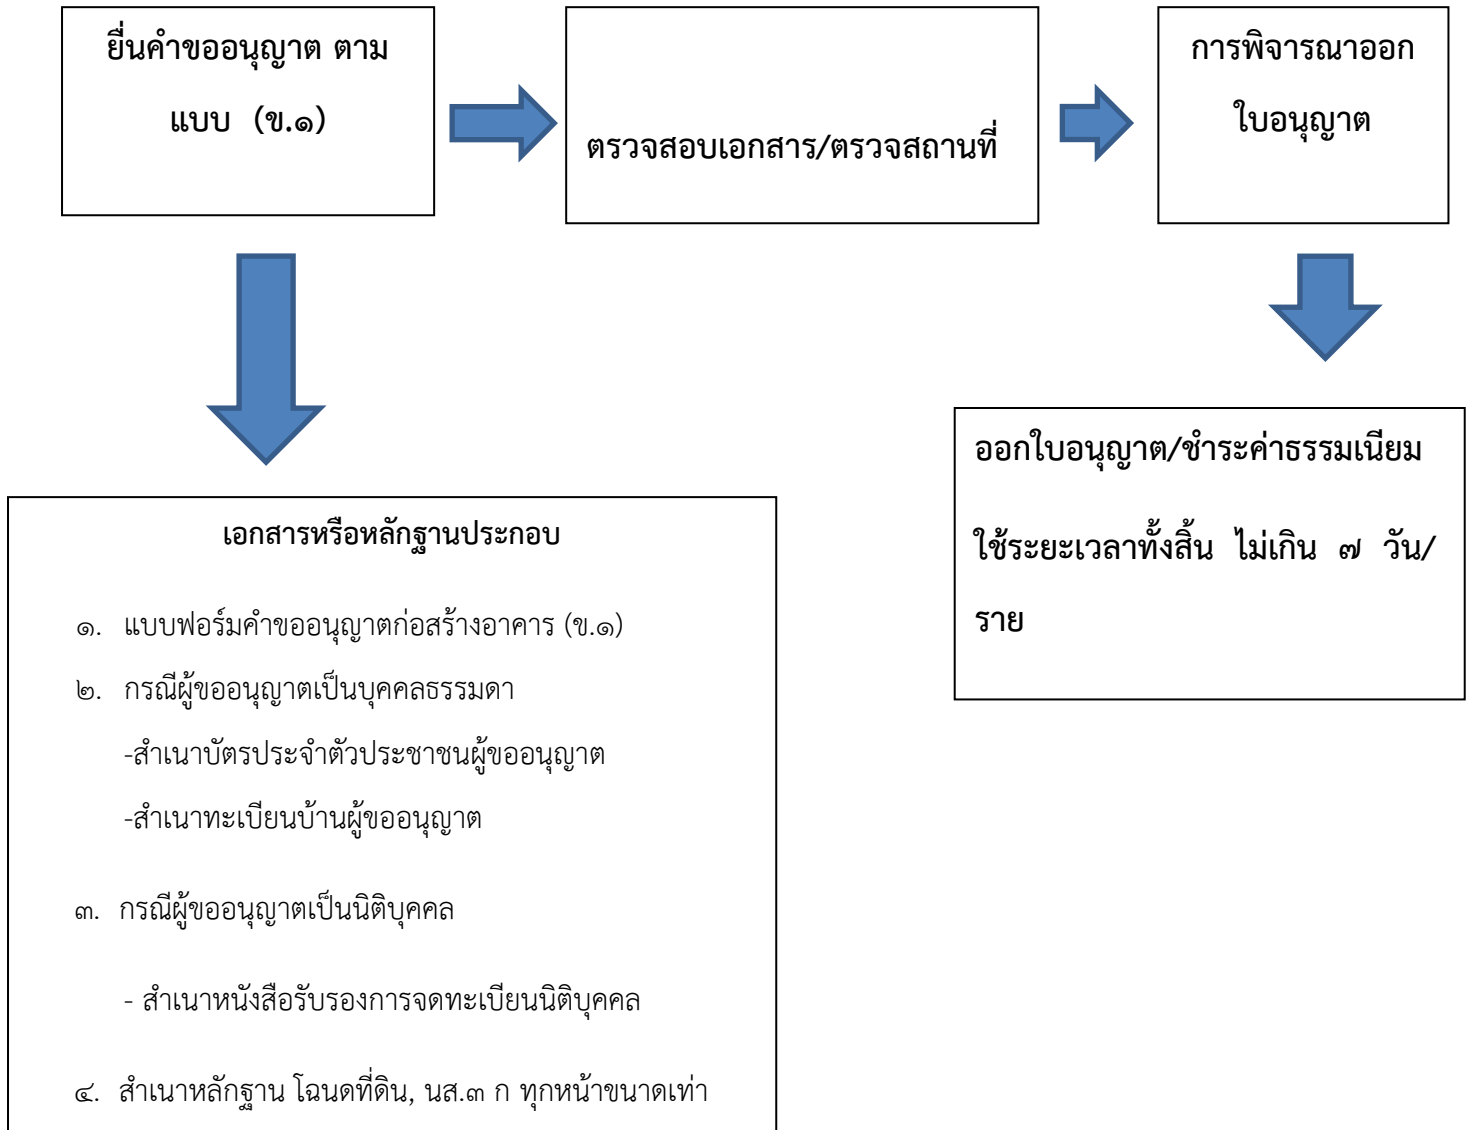 ยื่นคำขออนุญาต ตาม
แบบ (ข.๑)
ตรวจสอบเอกสาร/ตรวจสถานที่
การพิจารณาออก
ใบอนุญาต
ออกใบอนุญาต/ชำระค่าธรรมเนียม
ใช้ระยะเวลาทั้งสิ้น ไม่เกิน ๗ วัน/
ราย
เอกสารหรือหลักฐานประกอบ
๑. แบบฟอร์มคำขออนุญาตก่อสร้างอาคาร (ข.๑)
๒. กรณีผู้ขออนุญาตเป็นบุคคลธรรมดา
-สำเนาบัตรประจำตัวประชาชนผู้ขออนุญาต
-สำเนาทะเบียนบ้านผู้ขออนุญาต
๓. กรณีผู้ขออนุญาตเป็นนิติบุคคล
- สำเนาหนังสือรับรองการจดทะเบียนนิติบุคคล
๔. สำเนาหลักฐาน โฉนดที่ดิน, นส.๓ ก ทุกหน้าขนาดเท่า